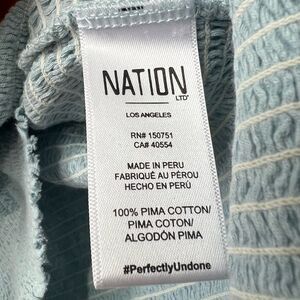 NATION
LTD
LOS ANGELES
RN# 150751
CA# 40554
MADE IN PERU
FABRIQUÉ AU PÉROU
HECHO EN PERÚ
100% PIMA COTTON/
PIMA COTON/
ALGODÓN PIMA
#PerfectlyUndone